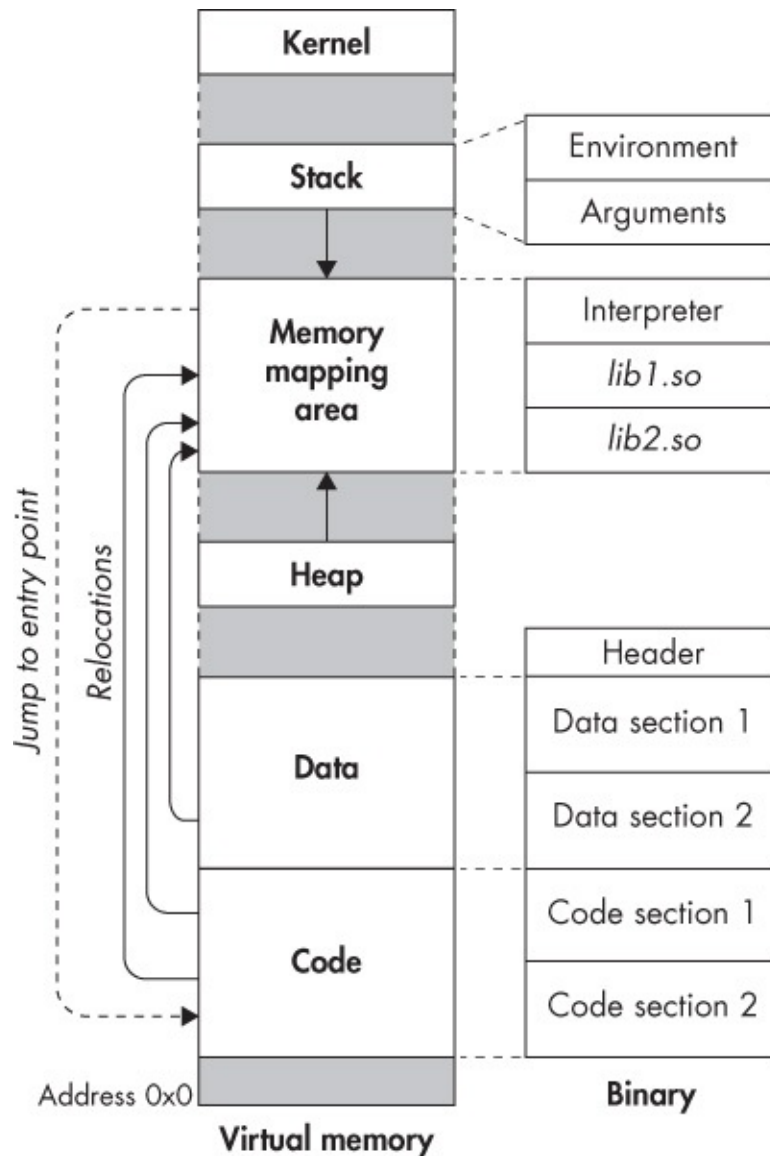 Kernel
Stack
Environment
Arguments
Memory
mapping
area
Interpreter
lib1.so
lib2.so
Jump to entry point
Relocations
Heap
Header
Data
Data section 1
Data section 2
Code
Code section 1
Code section 2
Address 0x0
Virtual memory
Binary